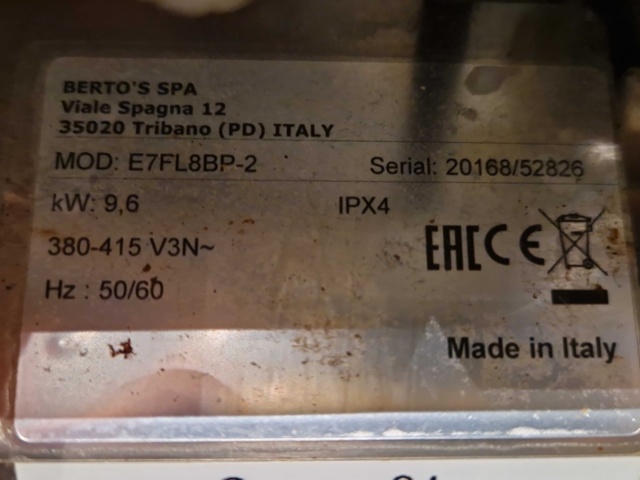 BERTO'S SPA
Viale Spagna 12
35020 Tribano (PD) ITALY
MOD: E7FL8BP-2 Serial: 20168/52826
kW: 9,6 IPX4
380-415 V3N~
EAC CE
Hz : 50/60
Made in Italy